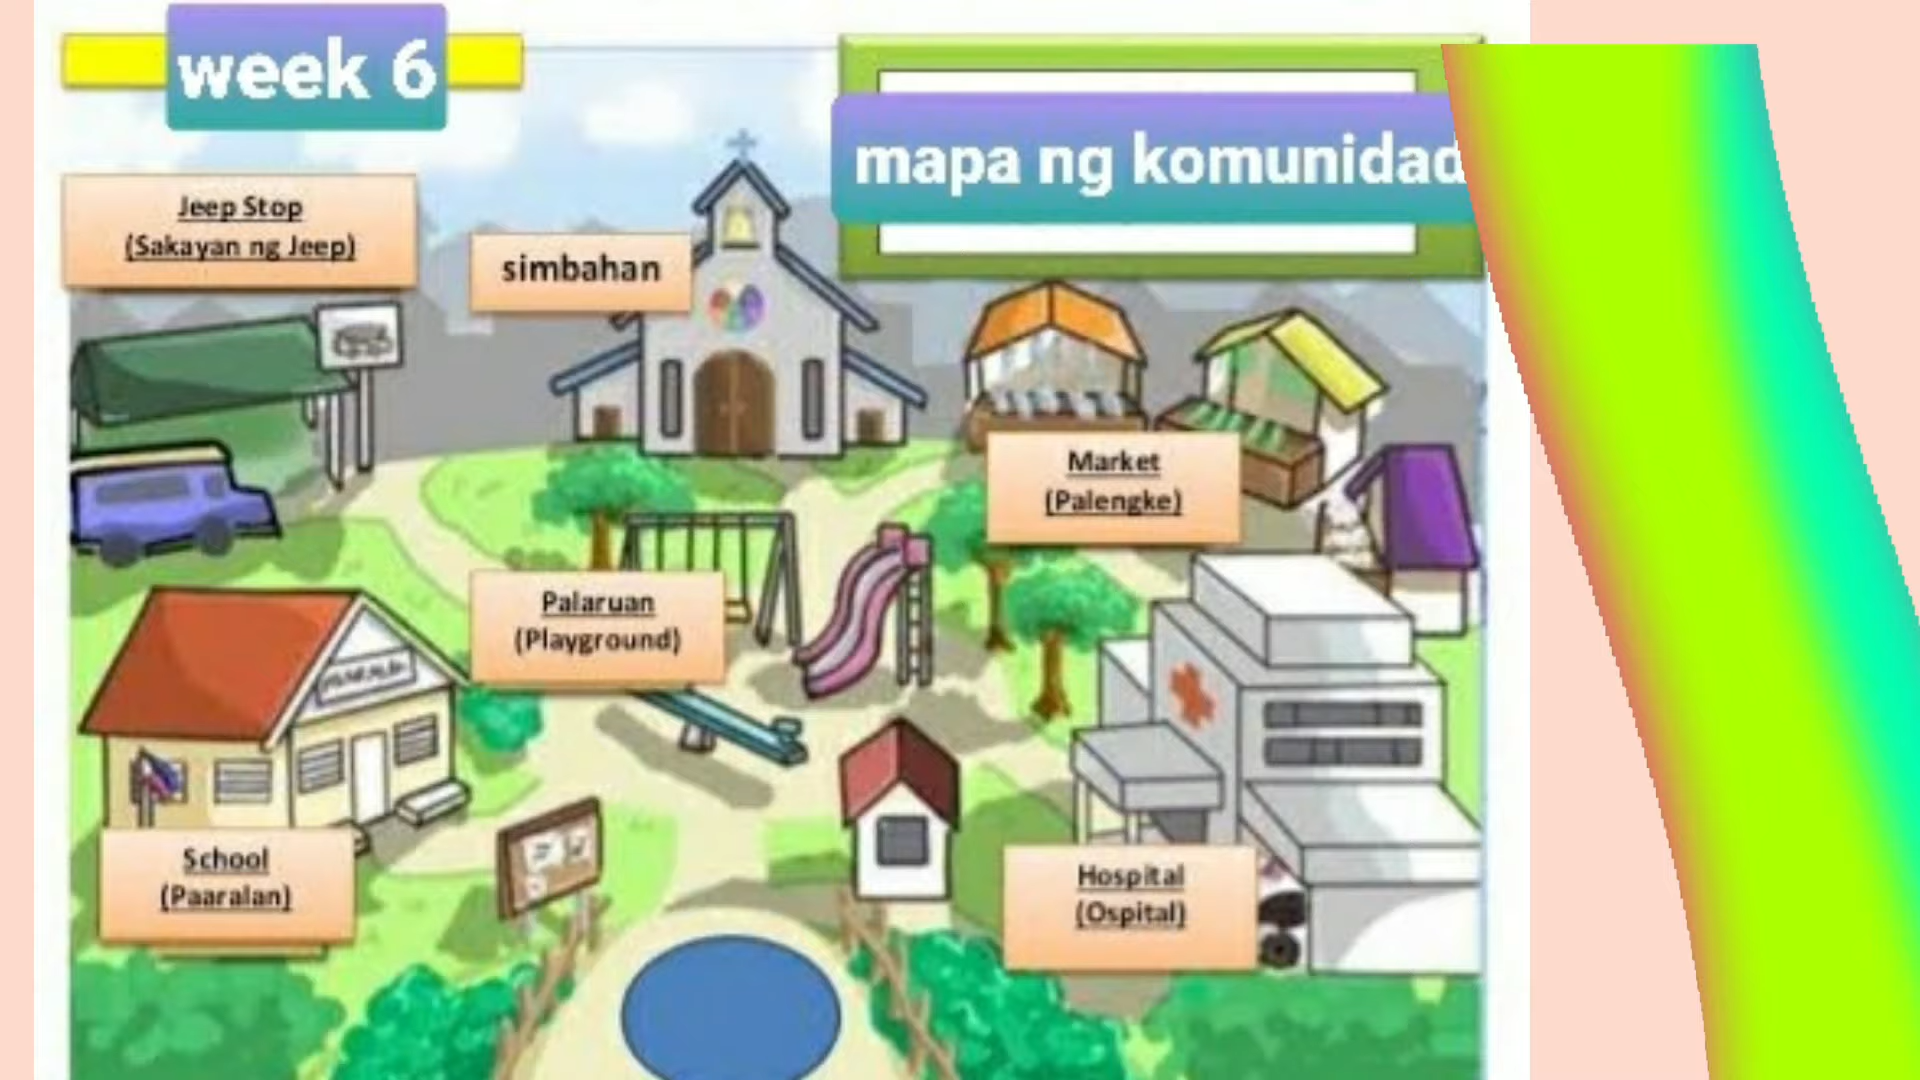 week 6
mapa ng komunidad
Jeep Stop
(Sakayan ng Jeep)
simbahan
Market
(Palengke)
Palaruan
(Playground)
School
(Paaralan)
Hospital
(Ospital)